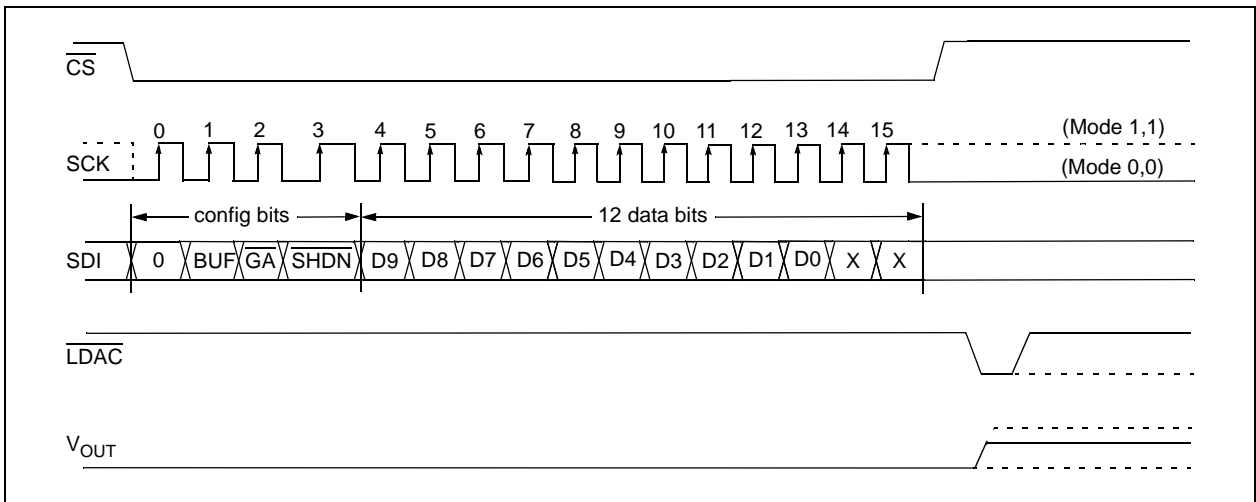 CS
0 1 2 3 4 5 6 7 8 9 10 11 12 13 14 15 (Mode 1,1)
SCK
(Mode 0,0)
config bits 12 data bits
SDI 0 BUF GA SHDN D9 D8 D7 D6 D5 D4 D3 D2 D1 D0 X X
LDAC
VOUT